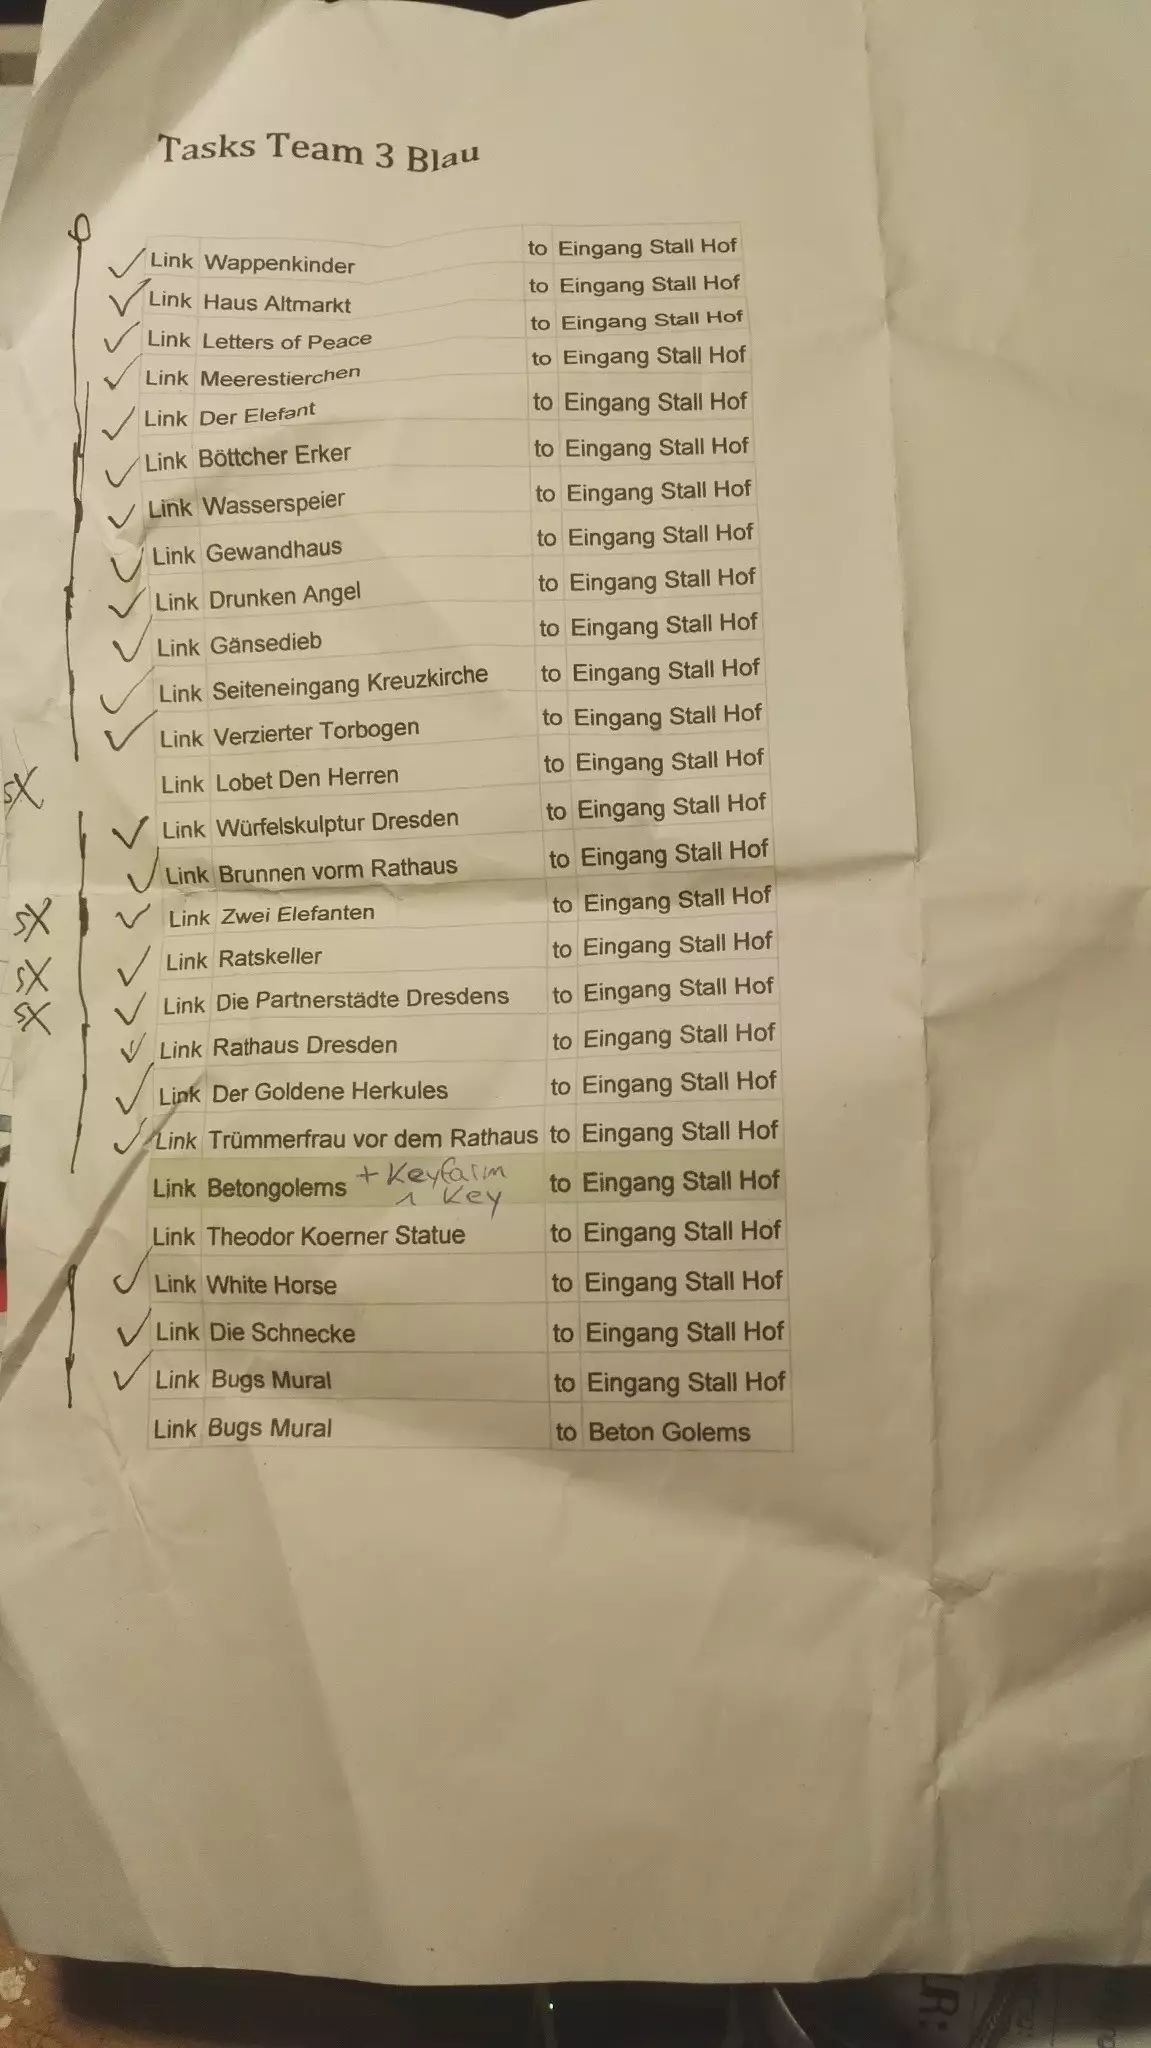 Tasks Team 3 Blau
Link Wappenkinder to Eingang Stall Hof
Link Haus Altmarkt to Eingang Stall Hof
Link Letters of Peace to Eingang Stall Hof
Link Meerestierchen to Eingang Stall Hof
Link Der Elefant to Eingang Stall Hof
Link Böttcher Erker to Eingang Stall Hof
Link Wasserspeier to Eingang Stall Hof
Link Gewandhaus to Eingang Stall Hof
Link Drunken Angel to Eingang Stall Hof
Link Gänsedieb to Eingang Stall Hof
Link Seiteneingang Kreuzkirche to Eingang Stall Hof
Link Verzierter Torbogen to Eingang Stall Hof
5X Link Lobet Den Herren to Eingang Stall Hof
Link Würfelskulptur Dresden to Eingang Stall Hof
Link Brunnen vorm Rathaus to Eingang Stall Hof
5X Link Zwei Elefanten to Eingang Stall Hof
5X Link Ratskeller to Eingang Stall Hof
5X Link Die Partnerstädte Dresdens to Eingang Stall Hof
Link Rathaus Dresden to Eingang Stall Hof
Link Der Goldene Herkules to Eingang Stall Hof
Link Trümmerfrau vor dem Rathaus to Eingang Stall Hof
Link Betongolems + Keyfarm 1 Key to Eingang Stall Hof
Link Theodor Koerner Statue to Eingang Stall Hof
Link White Horse to Eingang Stall Hof
Link Die Schnecke to Eingang Stall Hof
Link Bugs Mural to Eingang Stall Hof
Link Bugs Mural to Beton Golems